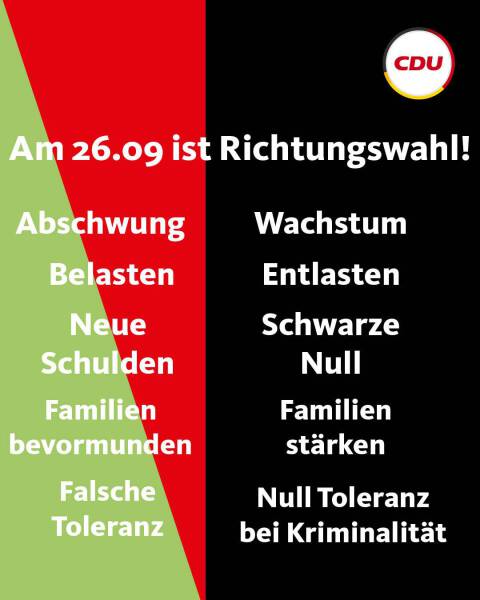 CDU
Am 26.09 ist Richtungswahl!
Abschwung
Belasten
Neue
Schulden
Familien
bevormunden
Falsche
Toleranz
Wachstum
Entlasten
Schwarze
Null
Familien
stärken
Null Toleranz
bei Kriminalität